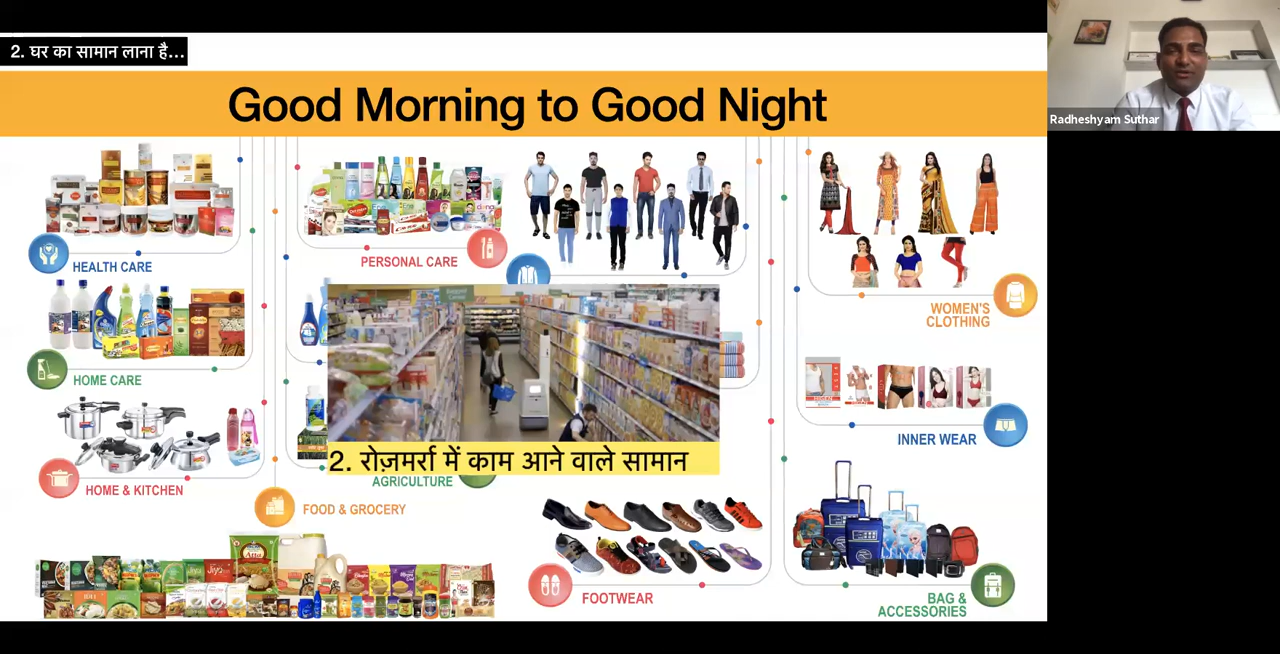 2. घर का सामान लाना है...
Good Morning to Good Night
Radheshyam Suthar
HEALTH CARE
PERSONAL CARE
WOMEN'S
CLOTHING
HOME CARE
INNER WEAR
2. रोज़मर्रा में काम आने वाले सामान
AGRICULTURE
HOME & KITCHEN
FOOD & GROCERY
Atta
FOOTWEAR
BAG &
ACCESSORIES